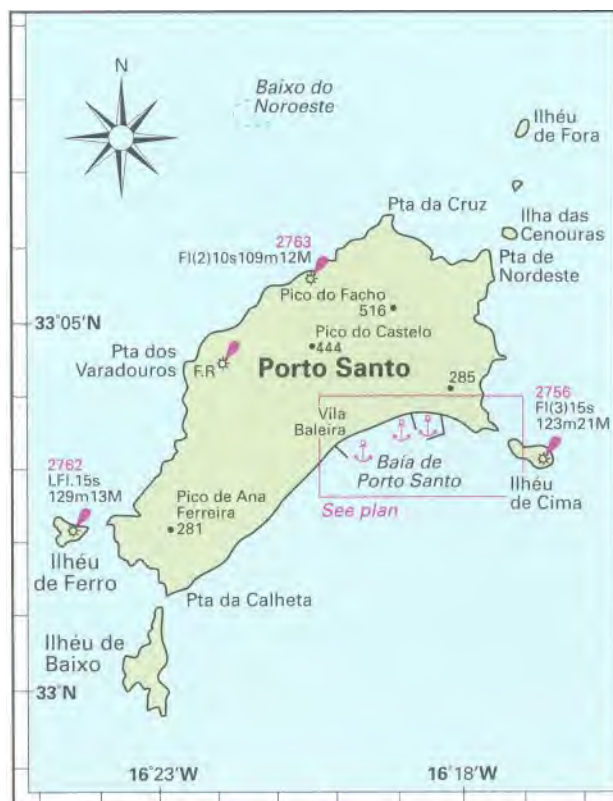 N
Baixo do
Noroeste
Ilhéu
de Fora
Pta da Cruz
Ilha das
Cenouras
2763
Fl(2)10s109m12M
Pta de
Nordeste
Pico do Facho
516
33°05'N
Pico do Castelo
444
Pta dos
Varadouros
F.R
Porto Santo
285
2756
Fl(3)15s
123m21M
Vila
Baleira
Baía de
Porto Santo
2762
LFl.15s
129m13M
See plan
Ilhéu
de Cima
Pico de Ana
Ferreira
281
Ilhéu
de Ferro
Pta da Calheta
Ilhéu de
Baixo
33°N
16°23'W
16°18'W